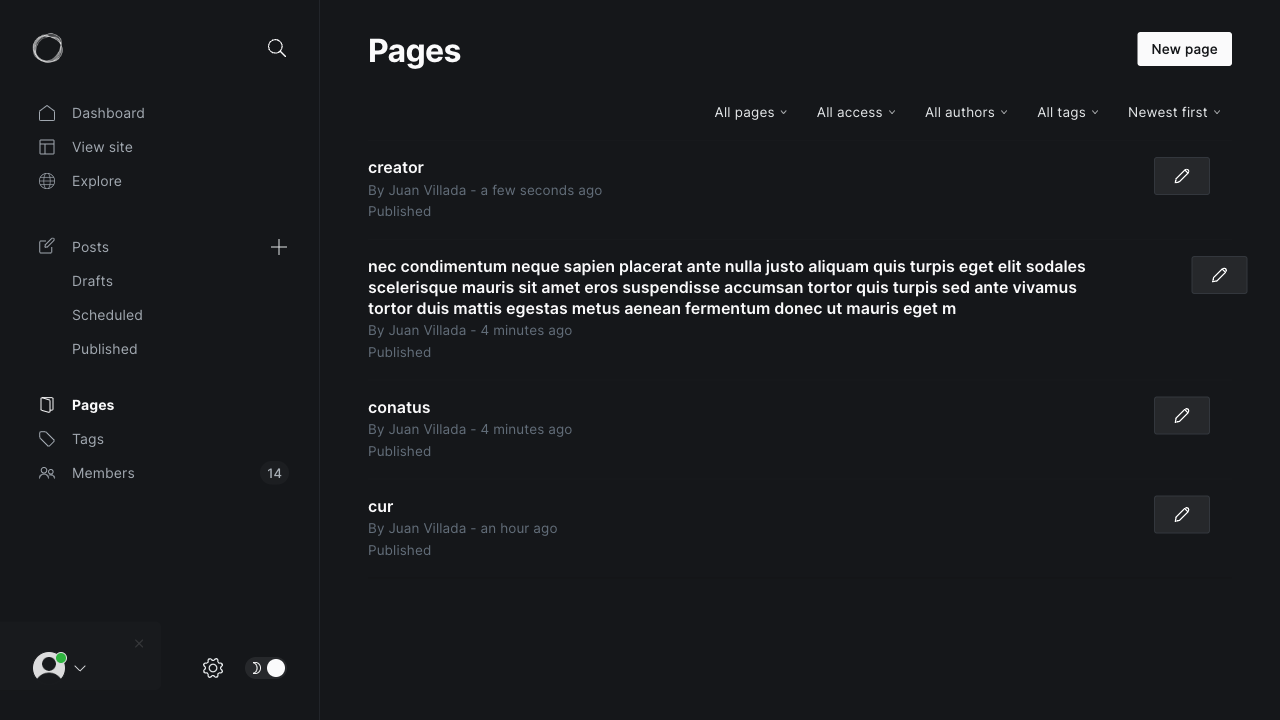 Pages
New page
Dashboard
View site
Explore
Posts
Drafts
Scheduled
Published
Pages
Tags
Members
14
All pages
All access
All authors
All tags
Newest first
creator
By Juan Villada - a few seconds ago
Published
nec condimentum neque sapien placerat ante nulla justo aliquam quis turpis eget elit sodales
scelerisque mauris sit amet eros suspendisse accumsan tortor quis turpis sed ante vivamus
tortor duis mattis egestas metus aenean fermentum donec ut mauris eget m
By Juan Villada - 4 minutes ago
Published
conatus
By Juan Villada - 4 minutes ago
Published
cur
By Juan Villada - an hour ago
Published